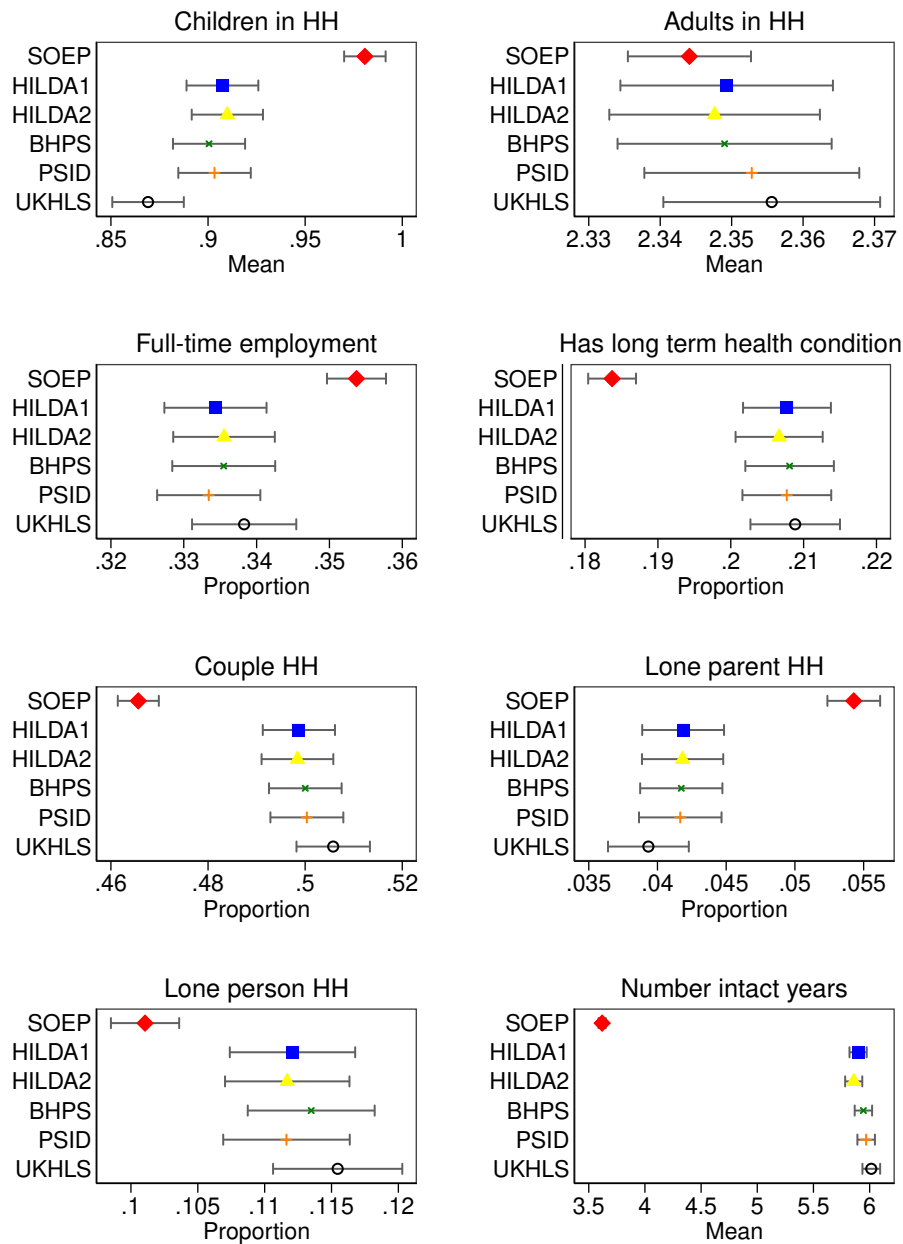 Children in HH
SOEP
HILDA1
HILDA2
BHPS
PSID
UKHLS
.85 .9 .95 1
Mean
Adults in HH
SOEP
HILDA1
HILDA2
BHPS
PSID
UKHLS
2.33 2.34 2.35 2.36 2.37
Mean
Full-time employment
SOEP
HILDA1
HILDA2
BHPS
PSID
UKHLS
.32 .33 .34 .35 .36
Proportion
Has long term health condition
SOEP
HILDA1
HILDA2
BHPS
PSID
UKHLS
.18 .19 .2 .21 .22
Proportion
Couple HH
SOEP
HILDA1
HILDA2
BHPS
PSID
UKHLS
.46 .48 .5 .52
Proportion
Lone parent HH
SOEP
HILDA1
HILDA2
BHPS
PSID
UKHLS
.035 .04 .045 .05 .055
Proportion
Lone person HH
SOEP
HILDA1
HILDA2
BHPS
PSID
UKHLS
.1 .105 .11 .115 .12
Proportion
Number intact years
SOEP
HILDA1
HILDA2
BHPS
PSID
UKHLS
3.5 4 4.5 5 5.5 6
Mean